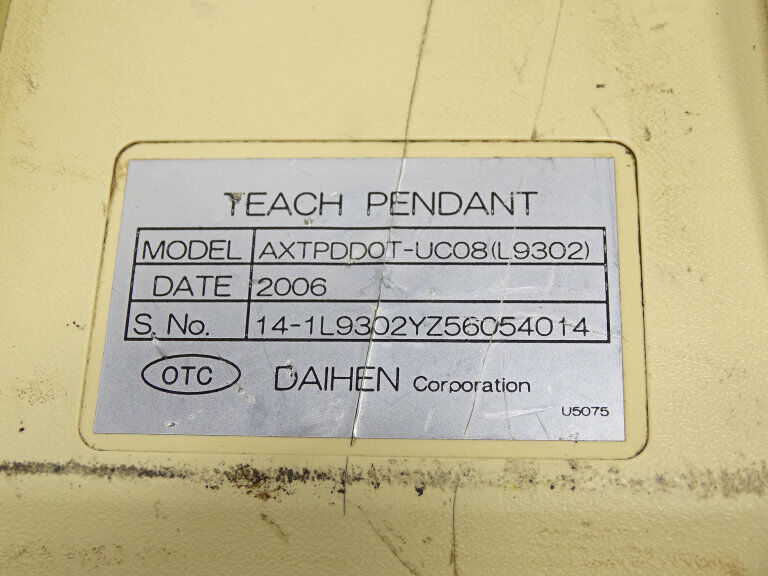 TEACH PENDANT
MODEL AXTPDD0T-UC08(L9302)
DATE 2006
S. No. 14-1L9302YZ56054014
OTC DAIHEN Corporation
U5075